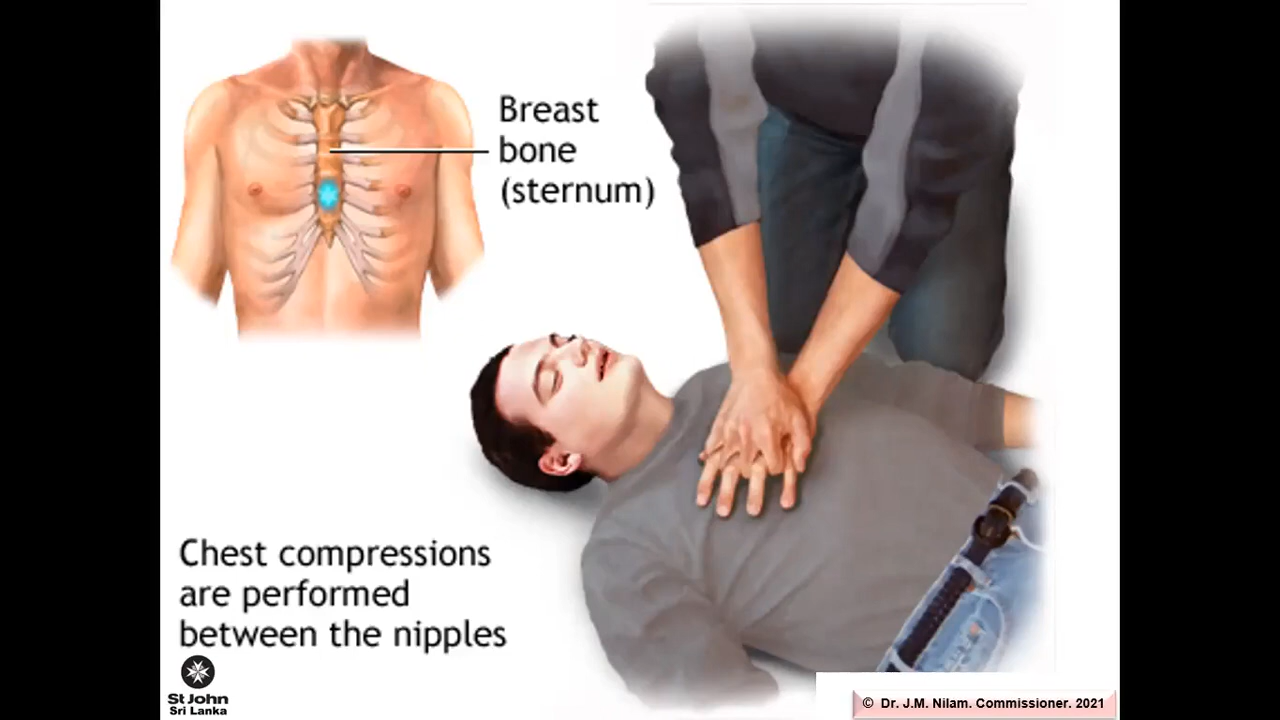 Breast
bone
(sternum)
Chest compressions
are performed
between the nipples
St John
Sri Lanka
© Dr. J.M. Nilam. Commissioner. 2021